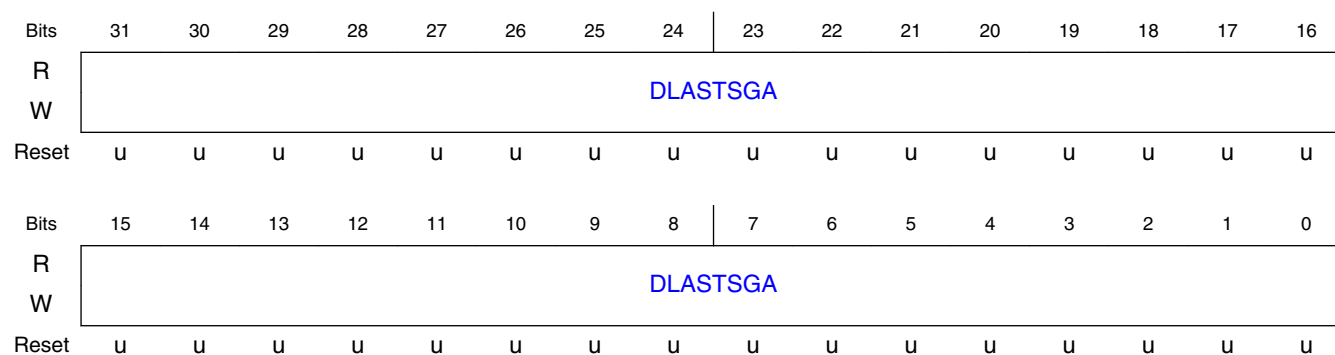 Bits 31 30 29 28 27 26 25 24 23 22 21 20 19 18 17 16
R
DLASTSGA
W
Reset u u u u u u u u u u u u u u u u
Bits 15 14 13 12 11 10 9 8 7 6 5 4 3 2 1 0
R
DLASTSGA
W
Reset u u u u u u u u u u u u u u u u